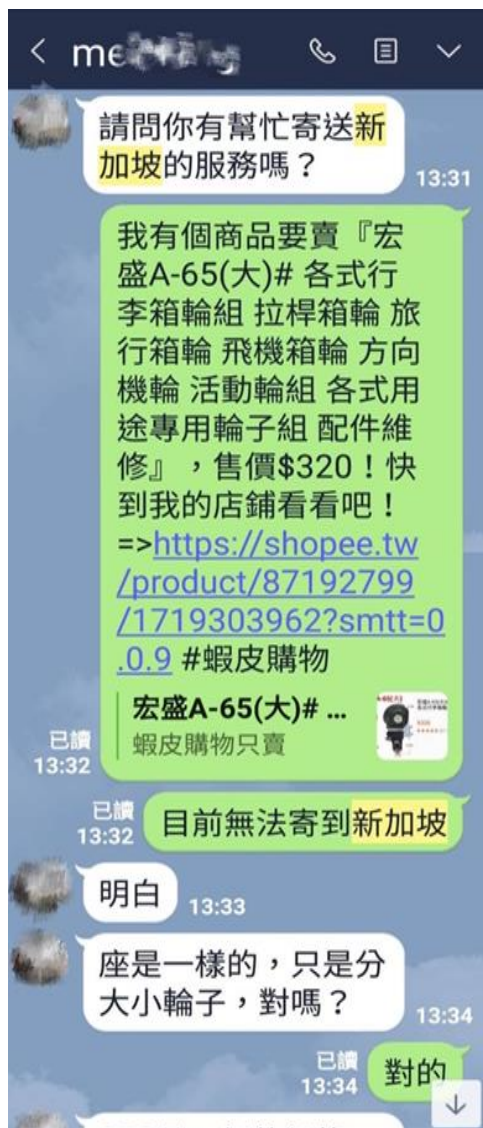 me
請問你有幫忙寄送新
加坡的服務嗎？
13:31
我有個商品要賣『宏
盛A-65(大)# 各式行
李箱輪組 拉桿箱輪 旅
行箱輪 飛機箱輪 方向
機輪 活動輪組 各式用
途專用輪子組 配件維
修』，售價$320！快
到我的店鋪看看吧！
=>https://shopee.tw
/product/87192799
/1719303962?smtt=0
.0.9 #蝦皮購物
宏盛A-65(大)# ...
蝦皮購物只賣
已讀
13:32
已讀
13:32
目前無法寄到新加坡
明白
13:33
座是一樣的，只是分
大小輪子，對嗎？
13:34
已讀
13:34
對的